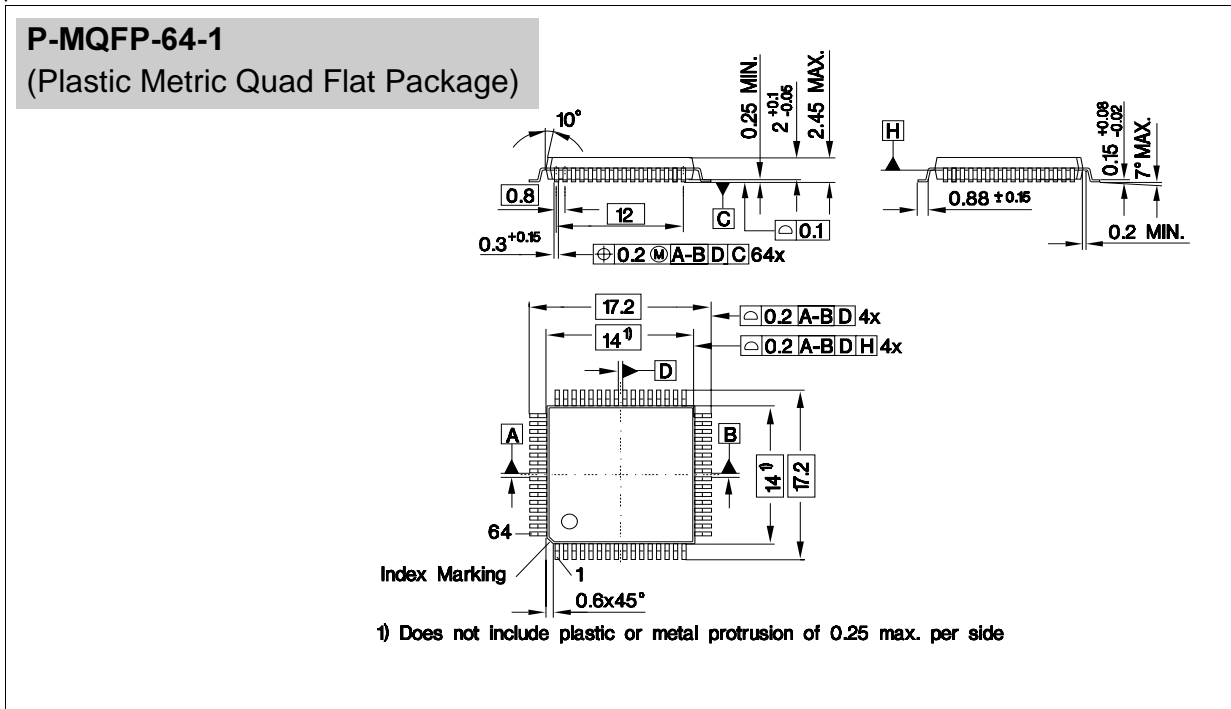 P-MQFP-64-1
(Plastic Metric Quad Flat Package)
10°
0.25 MIN.
2 +0.1 -0.05
2.45 MAX.
H
0.15 +0.08 -0.02
7° MAX.
0.8
12
C
⌓ 0.1
0.88 ±0.15
0.2 MIN.
0.3 +0.15
⌖ 0.2 Ⓜ A-B D C 64x
17.2
⌓ 0.2 A-B D 4x
14 1)
⌓ 0.2 A-B D H 4x
D
A
B
14 1)
17.2
64
Index Marking
1
0.6x45°
1) Does not include plastic or metal protrusion of 0.25 max. per side